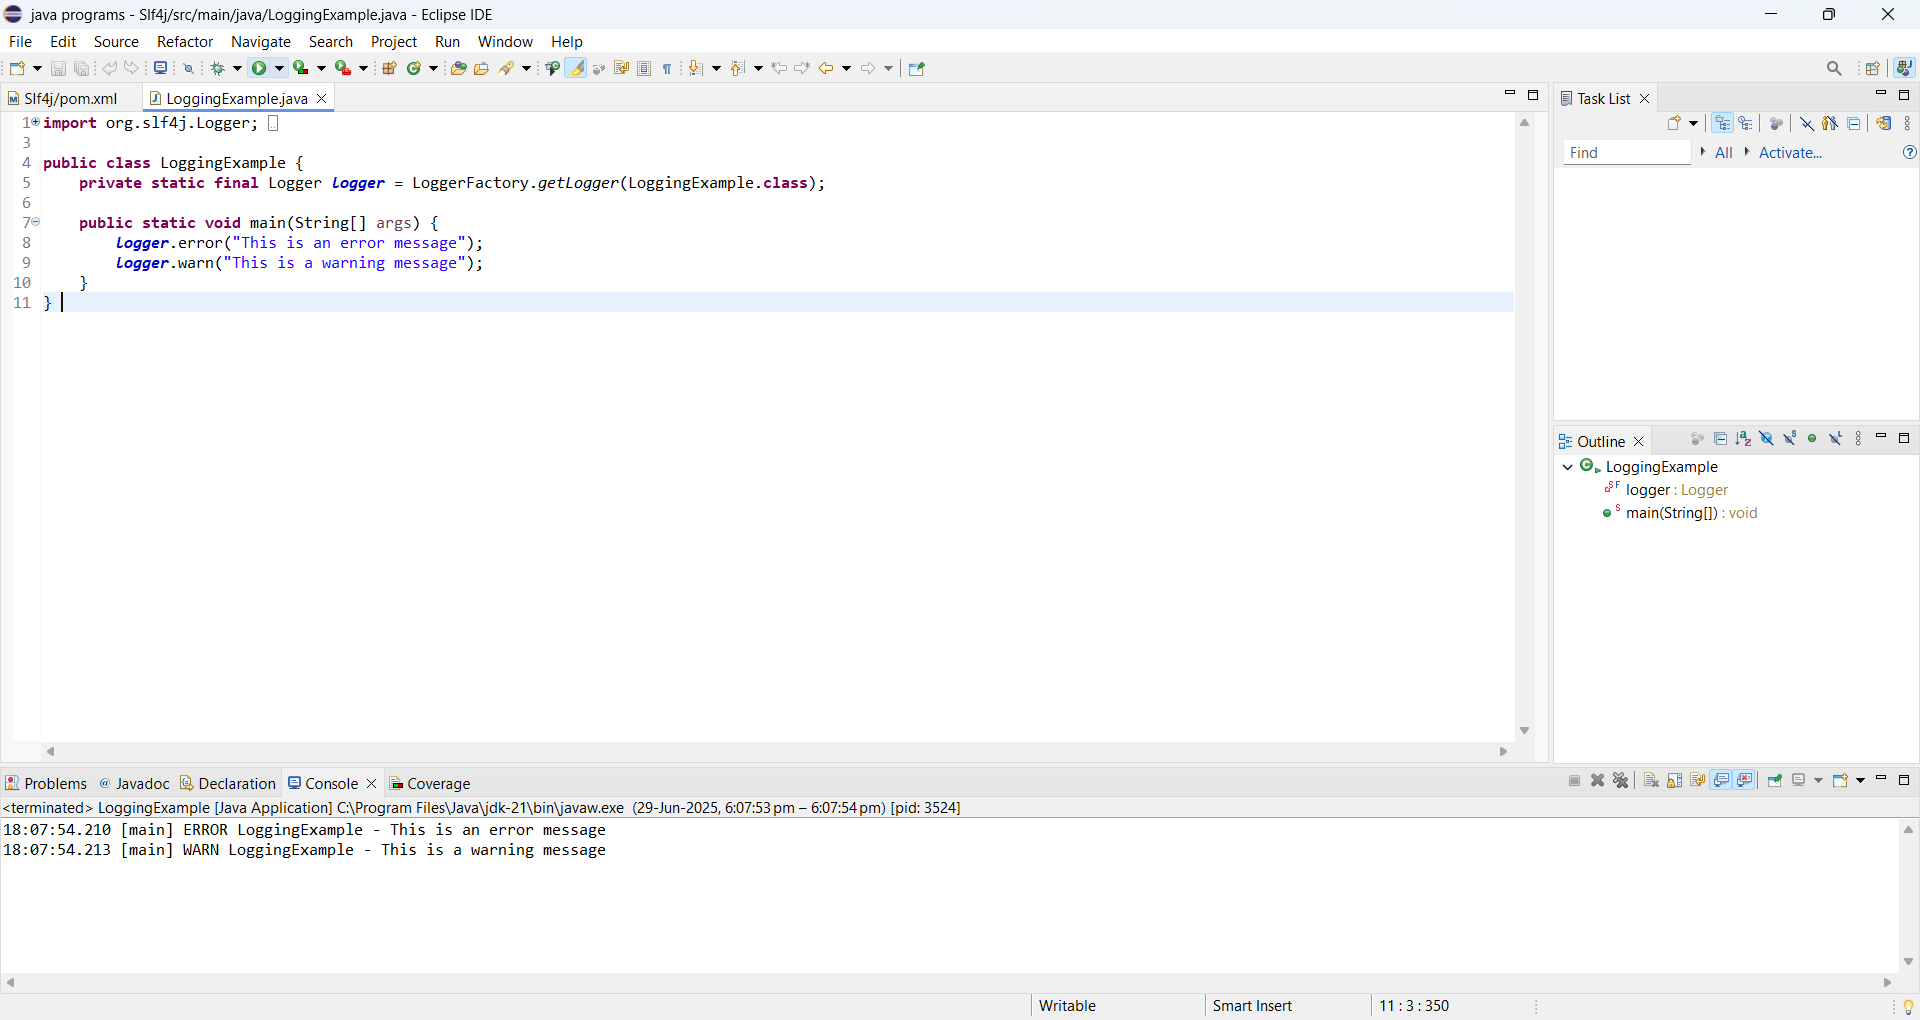 java programs - Slf4j/src/main/java/LoggingExample.java - Eclipse IDE
File Edit Source Refactor Navigate Search Project Run Window Help
Slf4j/pom.xml LoggingExample.java
1 import org.slf4j.Logger;
3
4 public class LoggingExample {
5 private static final Logger logger = LoggerFactory.getLogger(LoggingExample.class);
6
7 public static void main(String[] args) {
8 logger.error("This is an error message");
9 logger.warn("This is a warning message");
10 }
11 }
Task List
Find All Activate...
Outline
LoggingExample
logger : Logger
main(String[]) : void
Problems Javadoc Declaration Console Coverage
<terminated> LoggingExample [Java Application] C:\Program Files\Java\jdk-21\bin\javaw.exe (29-Jun-2025, 6:07:53 pm – 6:07:54 pm) [pid: 3524]
18:07:54.210 [main] ERROR LoggingExample - This is an error message
18:07:54.213 [main] WARN LoggingExample - This is a warning message
Writable Smart Insert 11 : 3 : 350